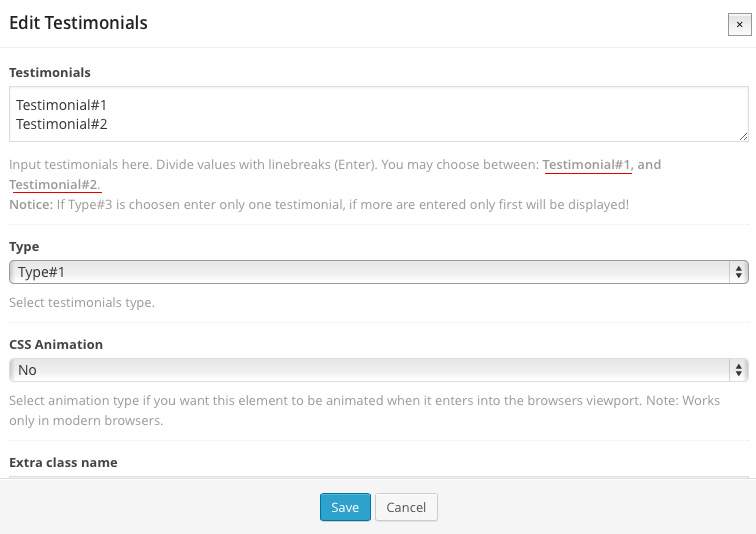 Edit Testimonials
×
Testimonials
Testimonial#1
Testimonial#2
Input testimonials here. Divide values with linebreaks (Enter). You may choose between: Testimonial#1, and
Testimonial#2.
Notice: If Type#3 is choosen enter only one testimonial, if more are entered only first will be displayed!
Type
Type#1
Select testimonials type.
CSS Animation
No
Select animation type if you want this element to be animated when it enters into the browsers viewport. Note: Works
only in modern browsers.
Extra class name
Save Cancel